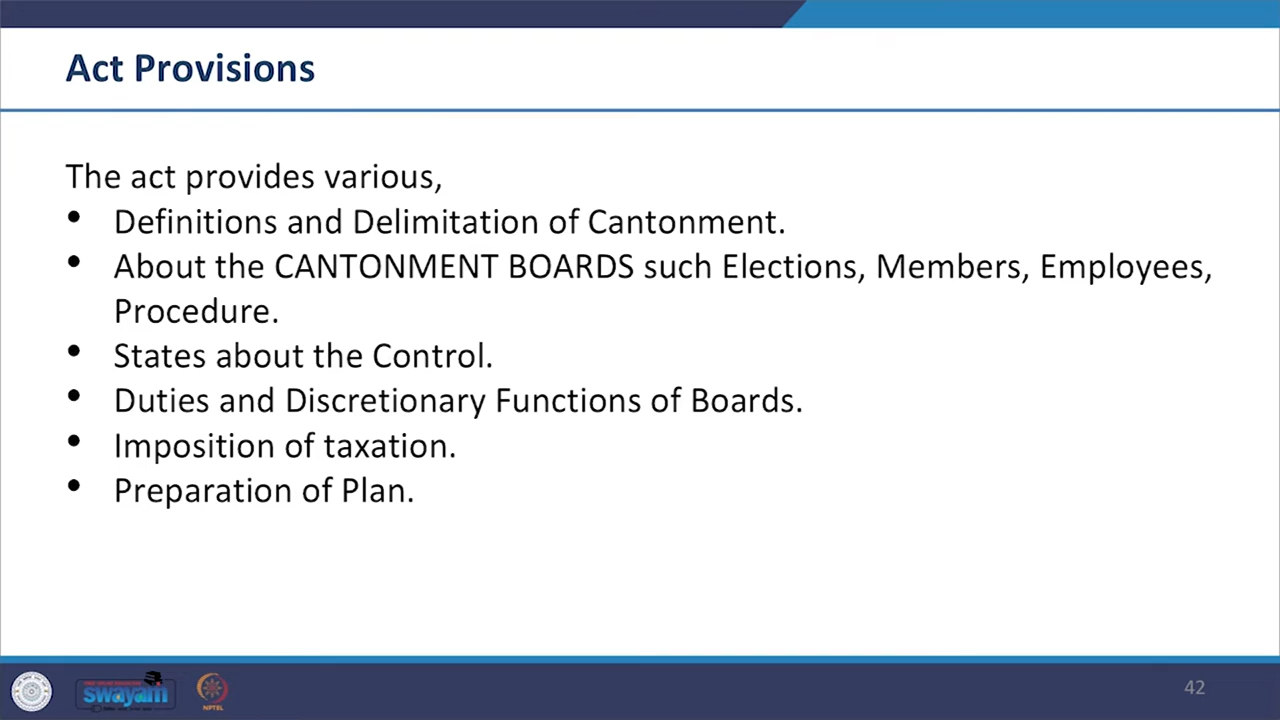 Act Provisions
The act provides various,
• Definitions and Delimitation of Cantonment.
• About the CANTONMENT BOARDS such Elections, Members, Employees,
Procedure.
• States about the Control.
• Duties and Discretionary Functions of Boards.
• Imposition of taxation.
• Preparation of Plan.
swayam
NPTEL
42